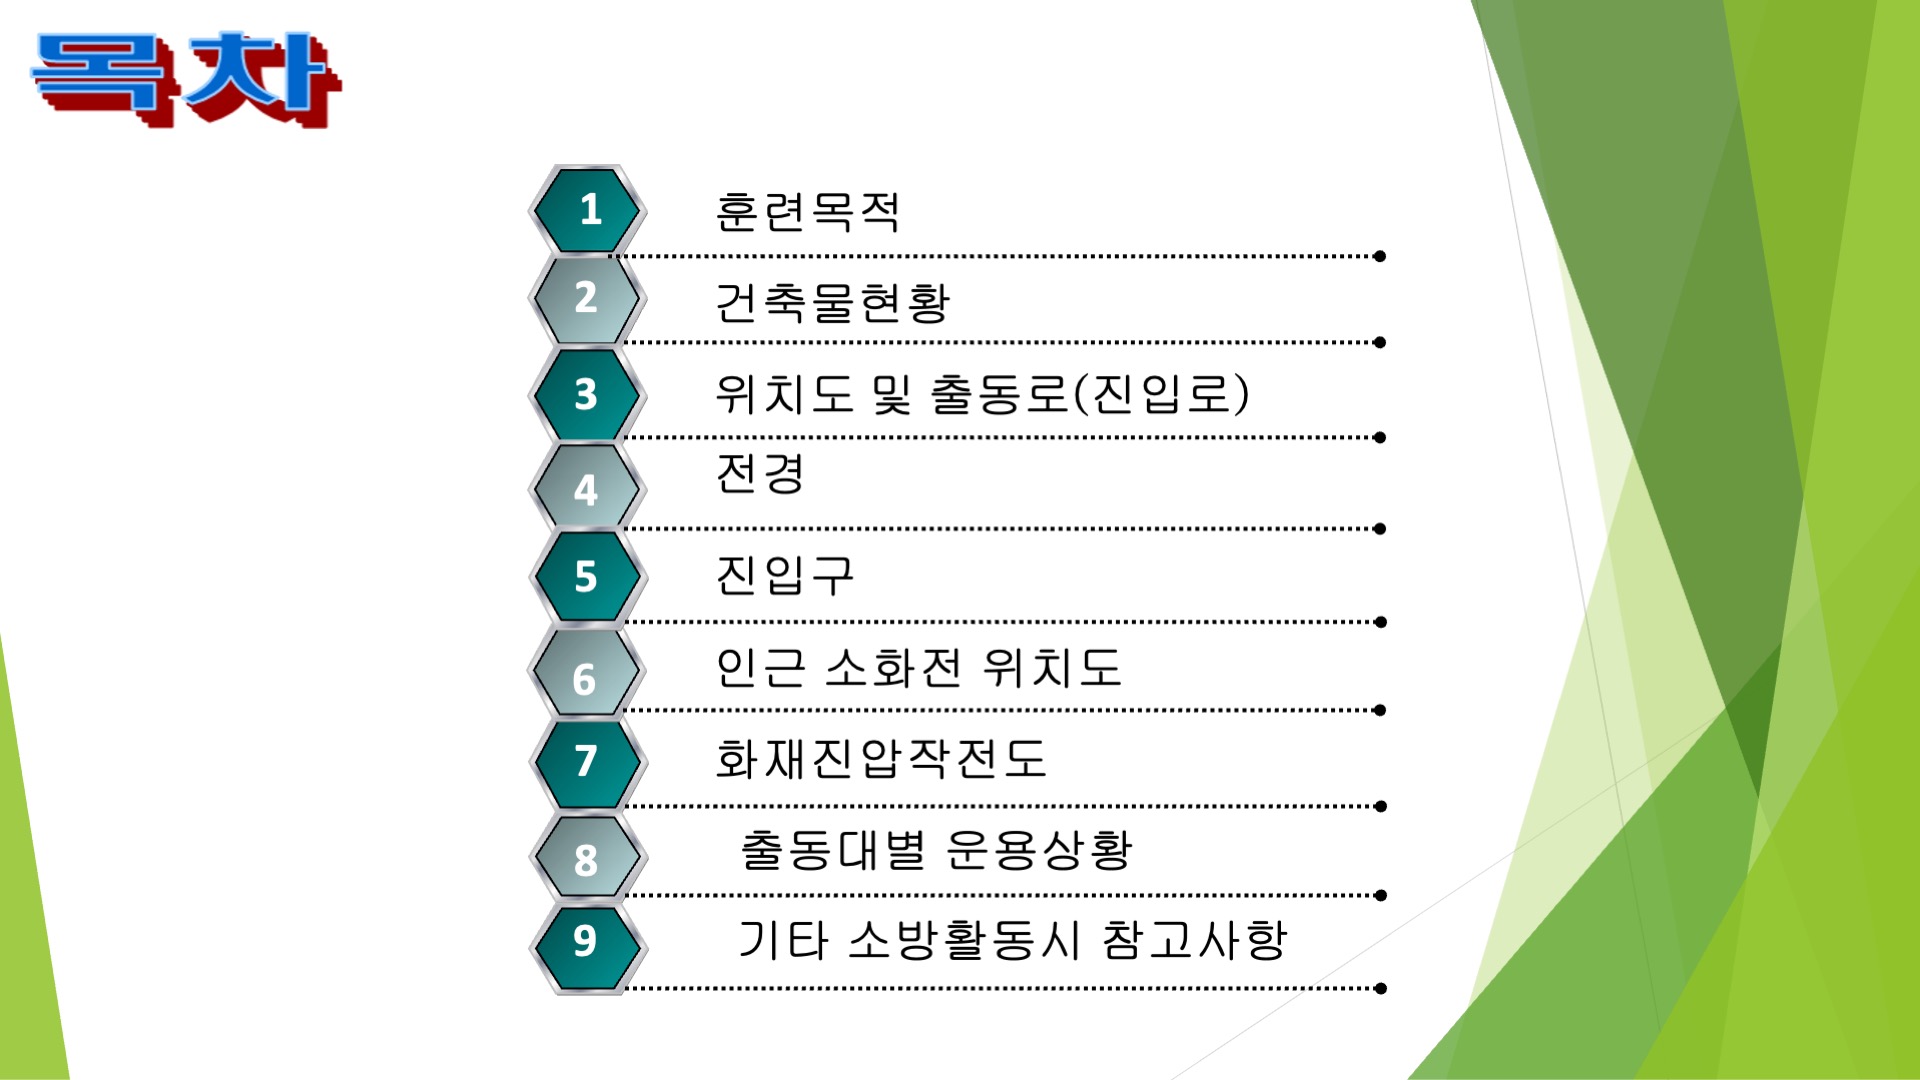 목차
1 훈련목적
2 건축물현황
3 위치도 및 출동로(진입로)
4 전경
5 진입구
6 인근 소화전 위치도
7 화재진압작전도
8 출동대별 운용상황
9 기타 소방활동시 참고사항